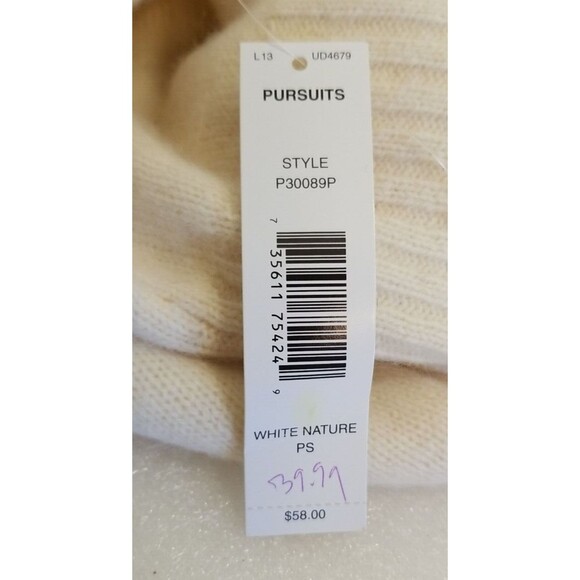 L13 UD4679
PURSUITS
STYLE
P30089P
7 35611 75424 9
WHITE NATURE
PS
39.99
$58.00